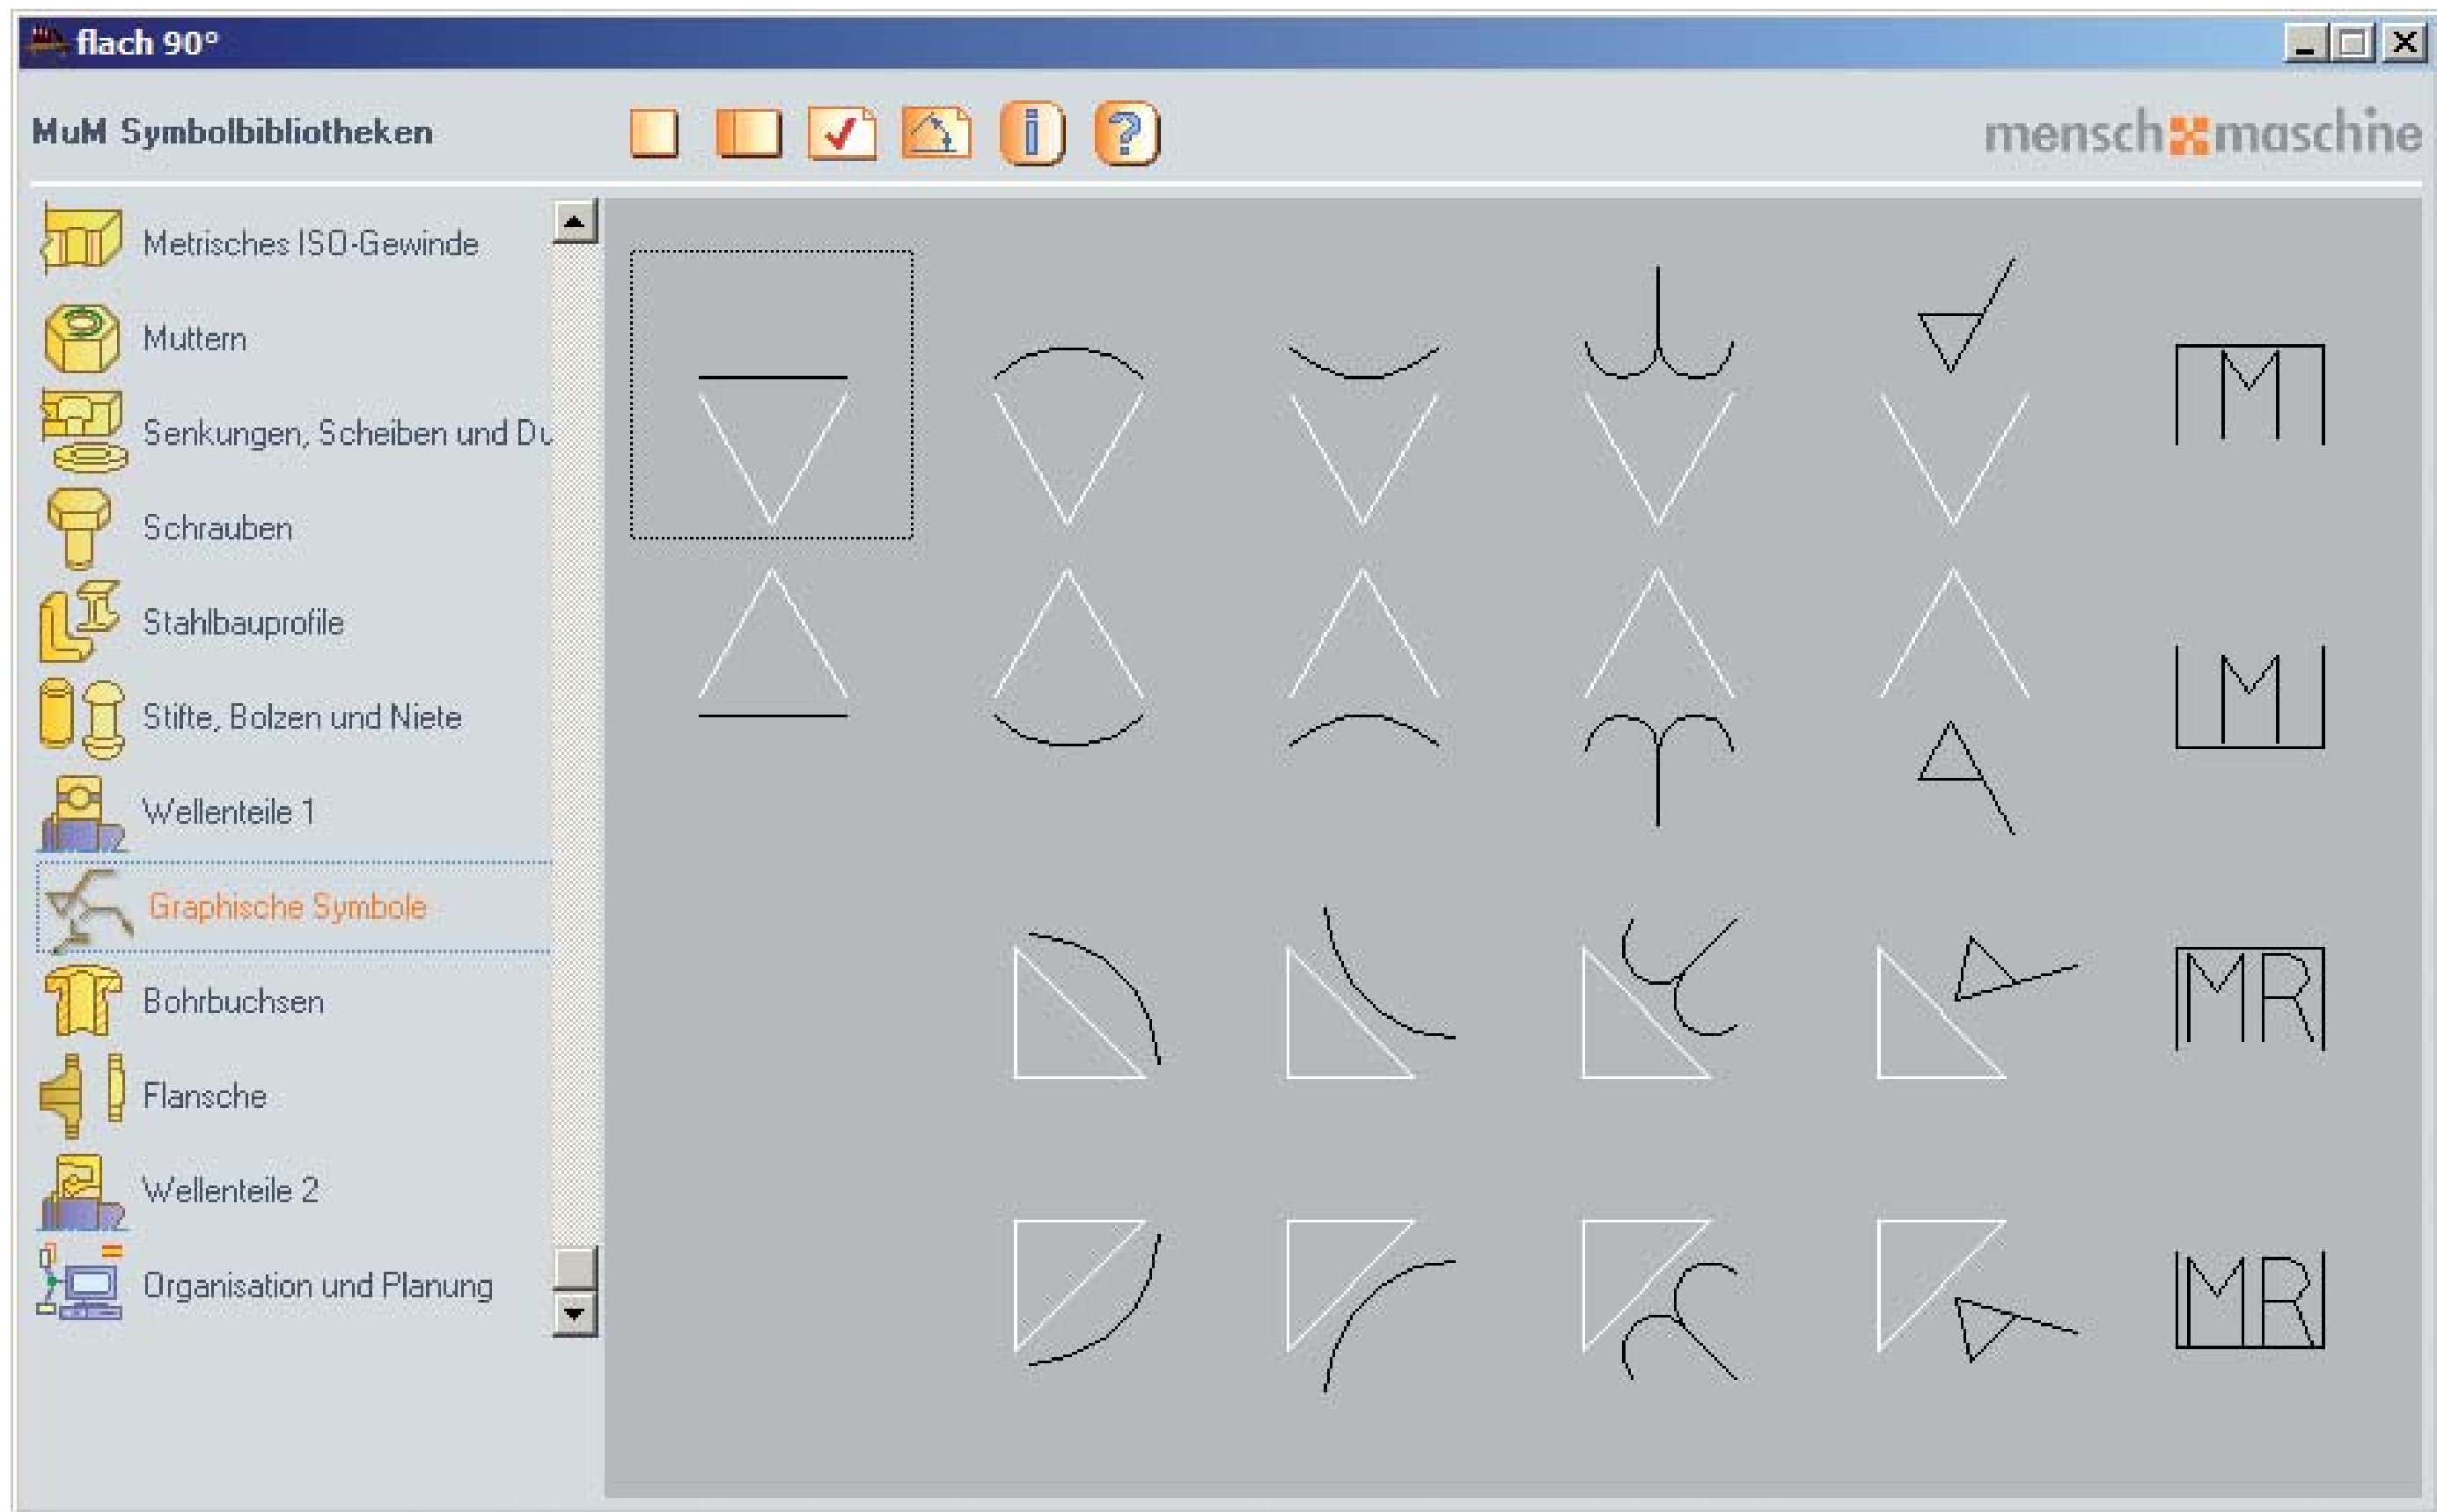 flach 90°
MuM Symbolbibliotheken
i ?
mensch maschine
Metrisches ISO-Gewinde
Muttern
Senkungen, Scheiben und Du
Schrauben
Stahlbauprofile
Stifte, Bolzen und Niete
Wellenteile 1
Graphische Symbole
Bohrbuchsen
Flansche
Wellenteile 2
Organisation und Planung
M
M
MR
MR